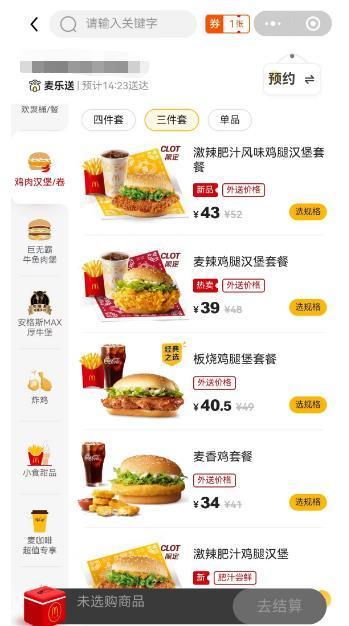 请输入关键字
券 1张
麦乐送 | 预计14:23送达
预约
欢聚桶/餐
四件套
三件套
单品
鸡肉汉堡/卷
巨无霸
牛鱼肉堡
安格斯MAX
厚牛堡
炸鸡
小食甜品
麦咖啡
超值专享
CLOT
限定
激辣肥汁风味鸡腿汉堡套
餐
新品 外送价格
¥43 ¥52
选规格
CLOT
限定
麦辣鸡腿汉堡套餐
热卖 外送价格
¥39 ¥48
选规格
经典
之选
板烧鸡腿堡套餐
外送价格
¥40.5 ¥49
选规格
麦香鸡套餐
外送价格
¥34 ¥41
选规格
CLOT
限定
激辣肥汁鸡腿汉堡
新 肥汁尝鲜
未选购商品
去结算